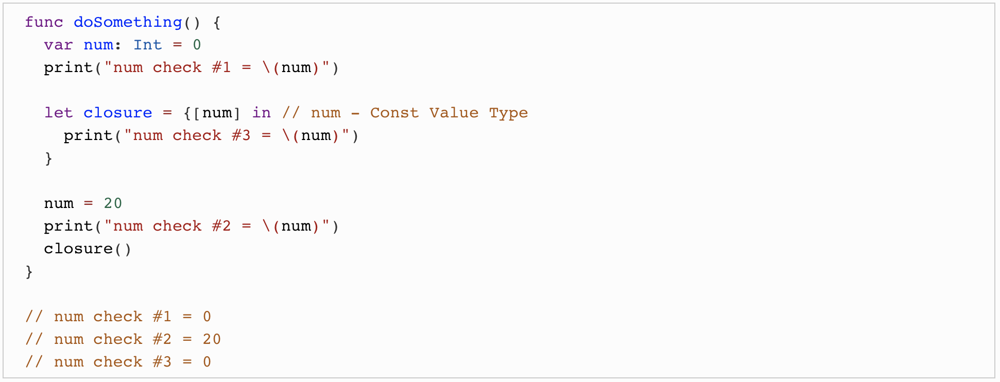 func doSomething() {
  var num: Int = 0
  print("num check #1 = \(num)")
  let closure = {[num] in // num - Const Value Type
    print("num check #3 = \(num)")
  }
  num = 20
  print("num check #2 = \(num)")
  closure()
}
// num check #1 = 0
// num check #2 = 20
// num check #3 = 0